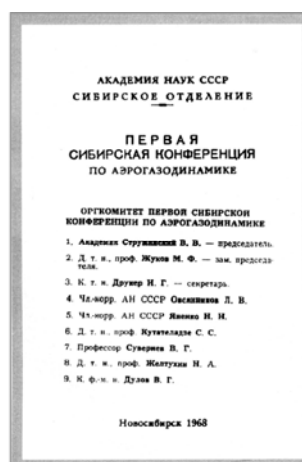 АКАДЕМИЯ НАУК СССР
СИБИРСКОЕ ОТДЕЛЕНИЕ
ПЕРВАЯ
СИБИРСКАЯ КОНФЕРЕНЦИЯ
ПО АЭРОГАЗОДИНАМИКЕ
ОРГКОМИТЕТ ПЕРВОЙ СИБИРСКОЙ
КОНФЕРЕНЦИИ ПО АЭРОГАЗОДИНАМИКЕ
1. Академик Струминский В. В. — председатель.
2. Д. т. н., проф. Жуков М. Ф. — зам. председа-
теля.
3. К. т. н. Друкер И. Г. — секретарь.
4. Чл.-корр. АН СССР Овсянников Л. В.
5. Чл.-корр. АН СССР Яненко Н. Н.
6. Д. т. н., проф. Кутателадзе С. С.
7. Профессор В. Г.
8. Д. т. н., проф. Желтухин Н. А.
9. К. ф.-м. н. Дулов В. Г.
Новосибирск 1968